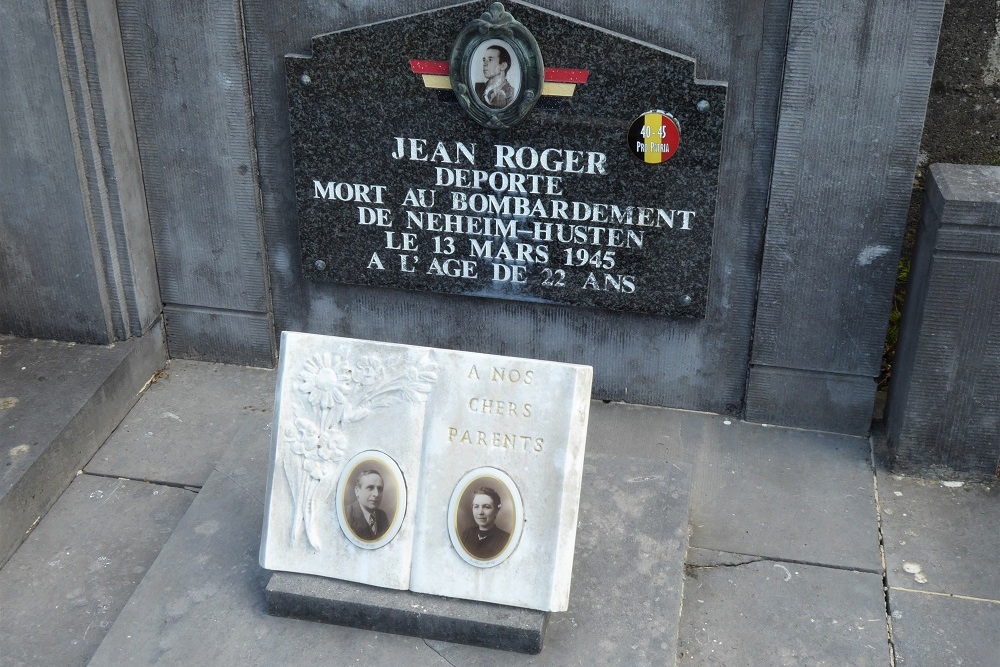 40-45
PRO PATRIA
JEAN ROGER
DEPORTE
MORT AU BOMBARDEMENT
DE NEHEIM-HUSTEN
LE 13 MARS 1945
A L'AGE DE 22 ANS
A NOS
CHERS
PARENTS